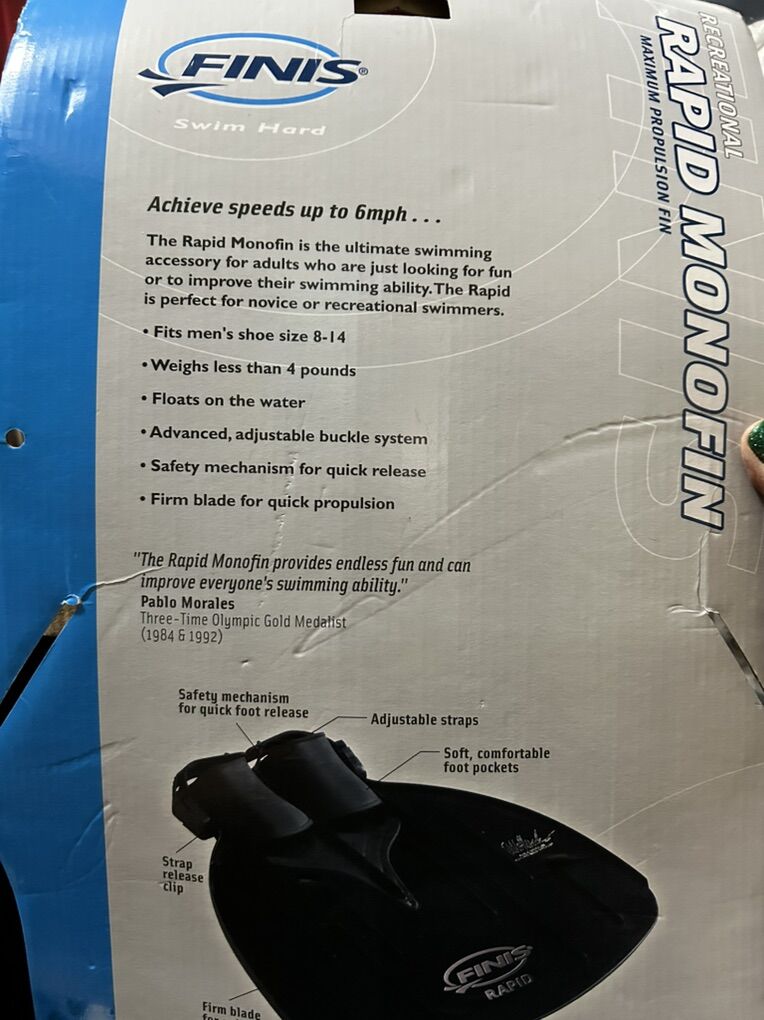 FINIS®
Swim Hard
RECREATIONAL
RAPID MONOFIN
MAXIMUM PROPULSION FIN
Achieve speeds up to 6mph . . .
The Rapid Monofin is the ultimate swimming
accessory for adults who are just looking for fun
or to improve their swimming ability. The Rapid
is perfect for novice or recreational swimmers.
• Fits men's shoe size 8-14
• Weighs less than 4 pounds
• Floats on the water
• Advanced, adjustable buckle system
• Safety mechanism for quick release
• Firm blade for quick propulsion
"The Rapid Monofin provides endless fun and can
improve everyone's swimming ability."
Pablo Morales
Three-Time Olympic Gold Medalist
(1984 & 1992)
Safety mechanism
for quick foot release
Adjustable straps
Soft, comfortable
foot pockets
Strap
release
clip
FINIS
RAPID
Firm blade